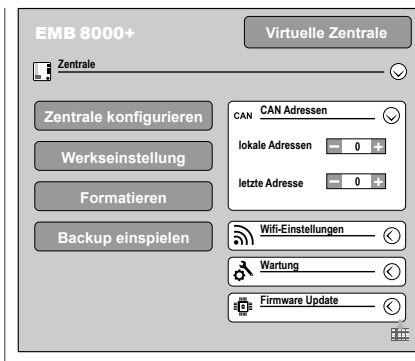 EMB 8000+
Virtuelle Zentrale
Zentrale
Zentrale konfigurieren
Werkseinstellung
Formatieren
Backup einspielen
CAN CAN Adressen
lokale Adressen - 0 +
letzte Adresse - 0 +
Wifi-Einstellungen
Wartung
Firmware Update